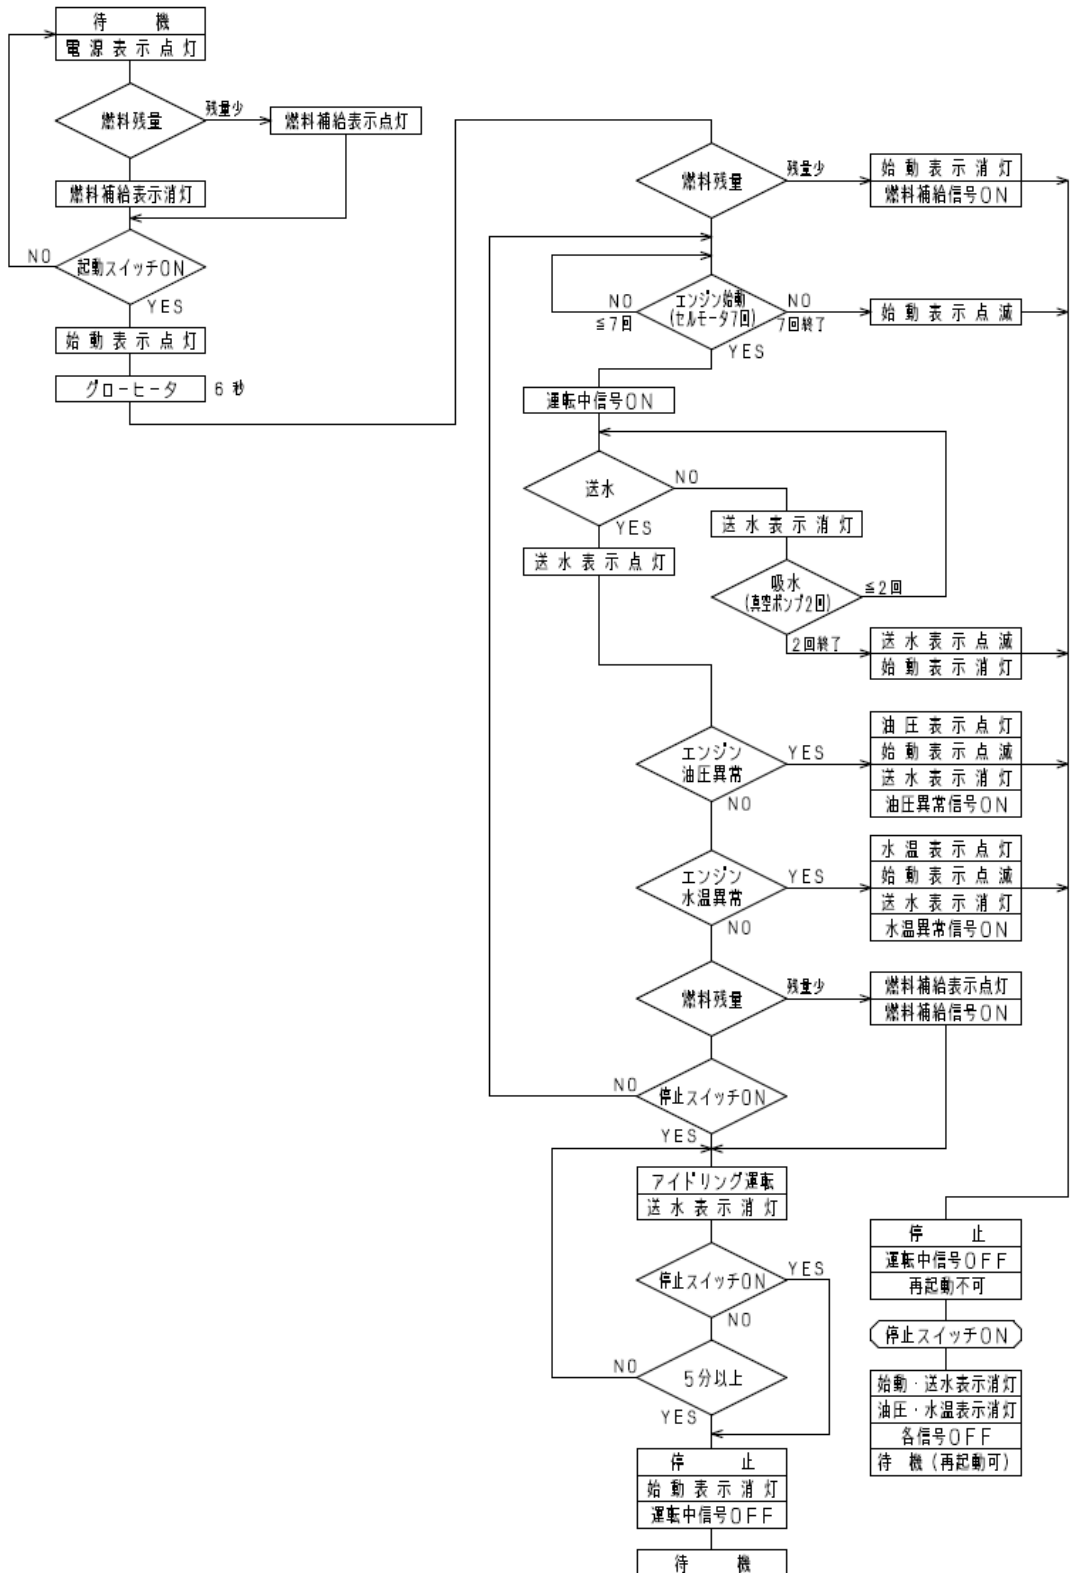 待 機
電源表示点灯
燃料残量
残量少
燃料補給表示点灯
燃料補給表示消灯
起動スイッチON
NO
YES
始動表示点灯
グローヒータ
6秒
燃料残量
残量少
始動表示消灯
燃料補給信号ON
エンジン始動
(セルモータ7回)
NO
≦7回
NO
7回終了
始動表示点滅
YES
運転中信号ON
送水
NO
YES
送水表示消灯
送水表示点灯
吸水
(真空ポンプ2回)
≦2回
2回終了
送水表示点滅
始動表示消灯
エンジン
油圧異常
YES
NO
油圧表示点灯
始動表示点滅
送水表示消灯
油圧異常信号ON
エンジン
水温異常
YES
NO
水温表示点灯
始動表示点滅
送水表示消灯
水温異常信号ON
燃料残量
残量少
燃料補給表示点灯
燃料補給信号ON
停止スイッチON
NO
YES
アイドリング運転
送水表示消灯
停止スイッチON
YES
NO
5分以上
NO
YES
停 止
始動表示消灯
運転中信号OFF
待 機
停 止
運転中信号OFF
再起動不可
停止スイッチON
始動・送水表示消灯
油圧・水温表示消灯
各信号OFF
待 機(再起動可)